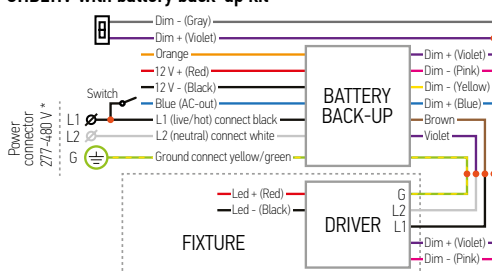 Dim - (Gray)
Dim + (Violet)
Orange
12 V + (Red)
12 V - (Black)
Switch
Blue (AC-out)
L1
L1 (live/hot) connect black
L2
L2 (neutral) connect white
G
Ground connect yellow/green
Power
connector
277-480 V *
BATTERY
BACK-UP
Dim + (Violet)
Dim - (Pink)
Dim - (Yellow)
Dim + (Blue)
Brown
Violet
Led + (Red)
Led - (Black)
FIXTURE
DRIVER
G
L2
L1
Dim + (Violet)
Dim - (Pink)